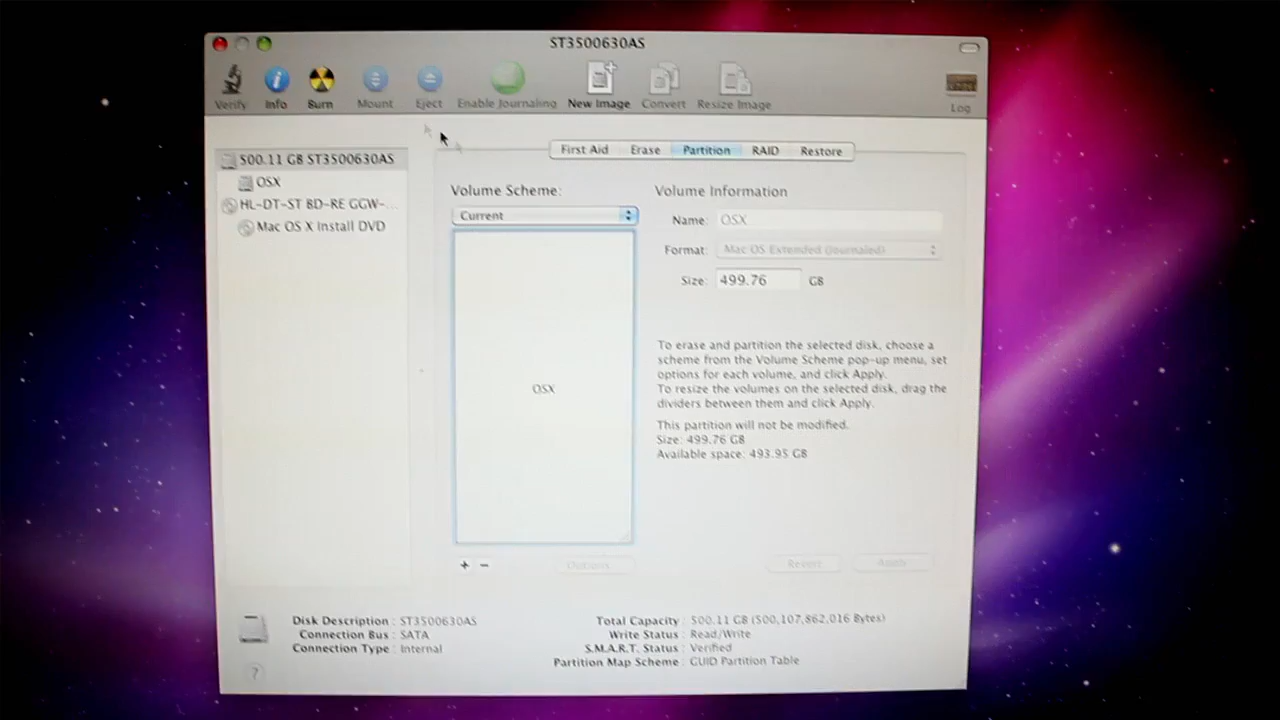 ST3500630AS
Verify Info Burn Mount Eject Enable Journaling New Image Convert Resize Image Log
500.11 GB ST3500630AS
OSX
HL-DT-ST BD-RE GGW-...
Mac OS X Install DVD
First Aid Erase Partition RAID Restore
Volume Scheme:
Current
OSX
+ -
Options
Volume Information
Name: OSX
Format: Mac OS Extended (Journaled)
Size: 499.76 GB
To erase and partition the selected disk, choose a
scheme from the Volume Scheme pop-up menu, set
options for each volume, and click Apply.
To resize the volumes on the selected disk, drag the
dividers between them and click Apply.
This partition will not be modified.
Size: 499.76 GB
Available space: 493.95 GB
Revert Apply
Disk Description : ST3500630AS
Connection Bus : SATA
Connection Type : Internal
Total Capacity : 500.11 GB (500,107,862,016 Bytes)
Write Status : Read/Write
S.M.A.R.T. Status : Verified
Partition Map Scheme : GUID Partition Table
?